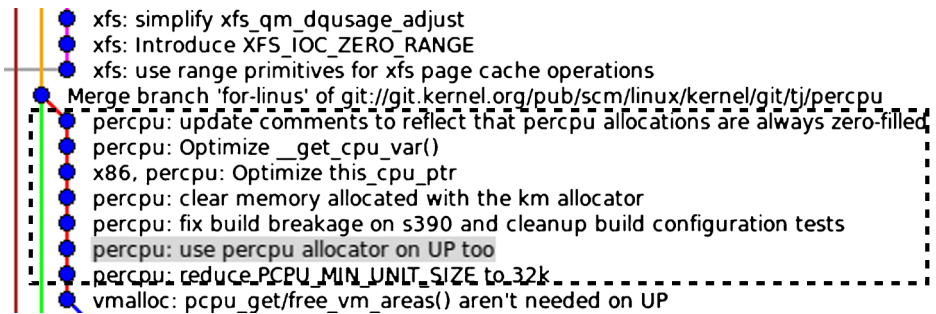 xfs: simplify xfs_qm_dqusage_adjust
xfs: Introduce XFS_IOC_ZERO_RANGE
xfs: use range primitives for xfs page cache operations
Merge branch 'for-linus' of git://git.kernel.org/pub/scm/linux/kernel/git/tj/percpu
percpu: update comments to reflect that percpu allocations are always zero-filled
percpu: Optimize __get_cpu_var()
x86, percpu: Optimize this_cpu_ptr
percpu: clear memory allocated with the km allocator
percpu: fix build breakage on s390 and cleanup build configuration tests
percpu: use percpu allocator on UP too
percpu: reduce PCPU_MIN_UNIT_SIZE to 32k
vmalloc: pcpu_get/free_vm_areas() aren't needed on UP